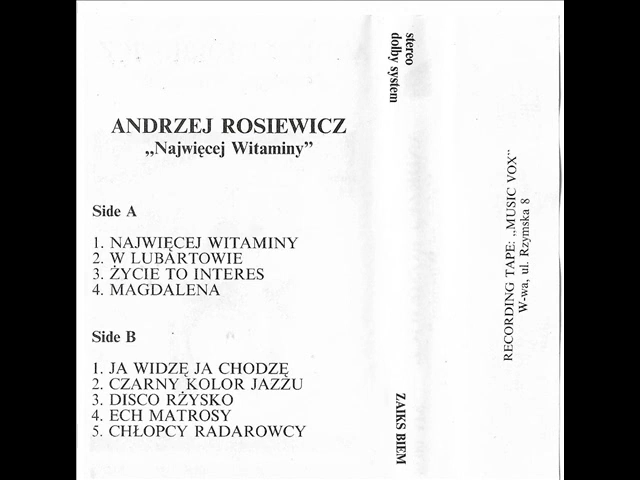 ANDRZEJ ROSIEWICZ
„Najwięcej Witaminy”
Side A
1. NAJWIĘCEJ WITAMINY
2. W LUBARTOWIE
3. ŻYCIE TO INTERES
4. MAGDALENA
Side B
1. JA WIDZĘ JA CHODZĘ
2. CZARNY KOLOR JAZZU
3. DISCO RŻYSKO
4. ECH MATROSY
5. CHŁOPCY RADAROWCY
stereo
dolby system
ZAIKS BIEM
RECORDING TAPE: „MUSIC VOX”
W-wa, ul. Rzymska 8